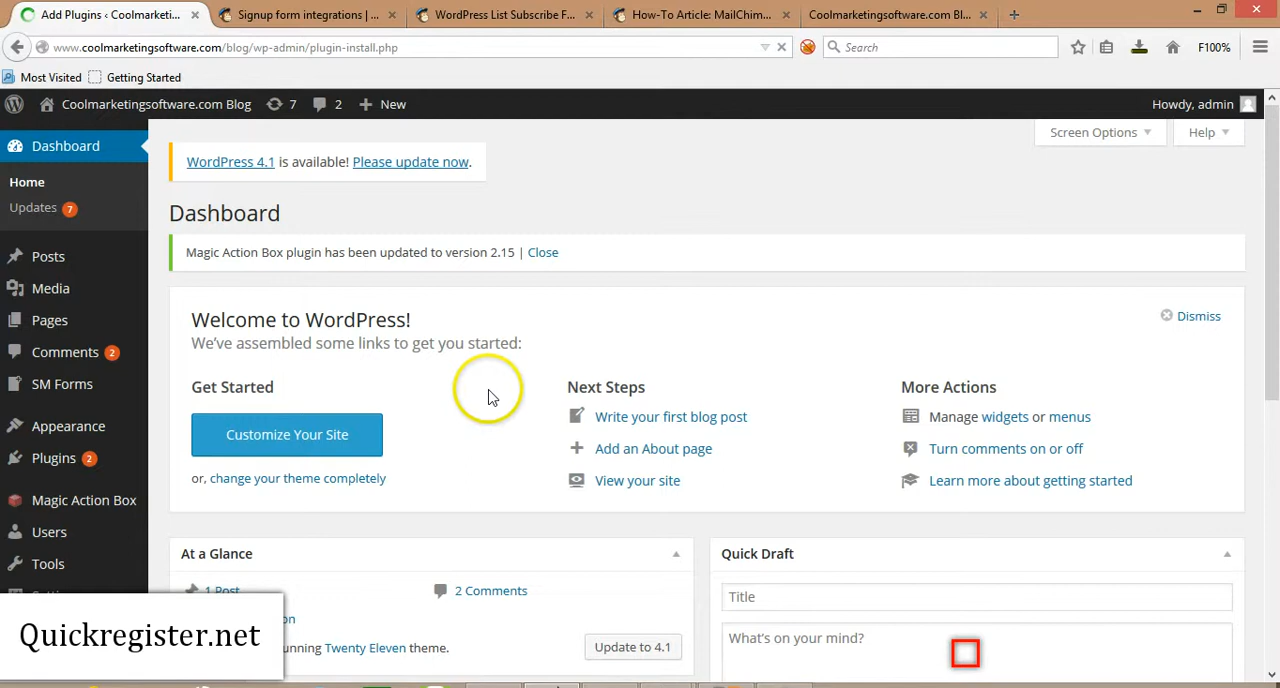 Add Plugins ‹ Coolmarketi...
Signup form integrations | ...
WordPress List Subscribe F...
How-To Article: MailChim...
Coolmarketingsoftware.com Bl...
www.coolmarketingsoftware.com/blog/wp-admin/plugin-install.php
Search
F100%
Most Visited
Getting Started
Coolmarketingsoftware.com Blog
7
2
New
Howdy, admin
Dashboard
Home
Updates 7
Posts
Media
Pages
Comments 2
SM Forms
Appearance
Plugins 2
Magic Action Box
Users
Tools
Screen Options
Help
WordPress 4.1 is available! Please update now.
Dashboard
Magic Action Box plugin has been updated to version 2.15 | Close
Welcome to WordPress!
Dismiss
We've assembled some links to get you started:
Get Started
Customize Your Site
or, change your theme completely
Next Steps
Write your first blog post
Add an About page
View your site
More Actions
Manage widgets or menus
Turn comments on or off
Learn more about getting started
At a Glance
1 Post
2 Comments
Twenty Eleven theme.
Update to 4.1
Quick Draft
Title
What's on your mind?
Quickregister.net